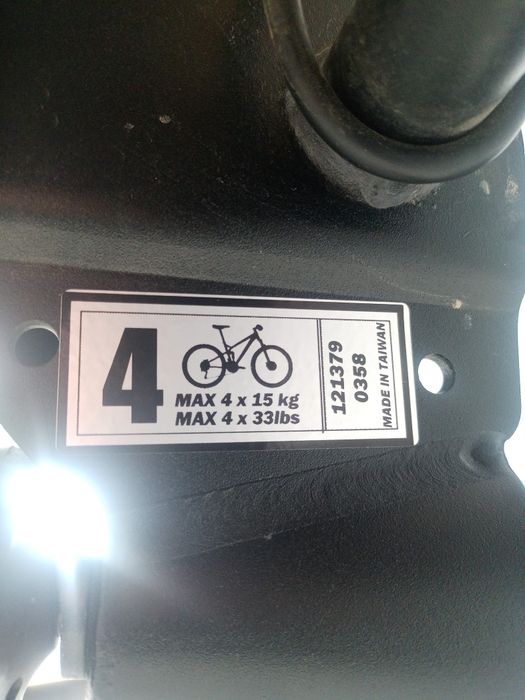 4
MAX 4 x 15 kg
MAX 4 x 33lbs
121379
0358
MADE IN TAIWAN